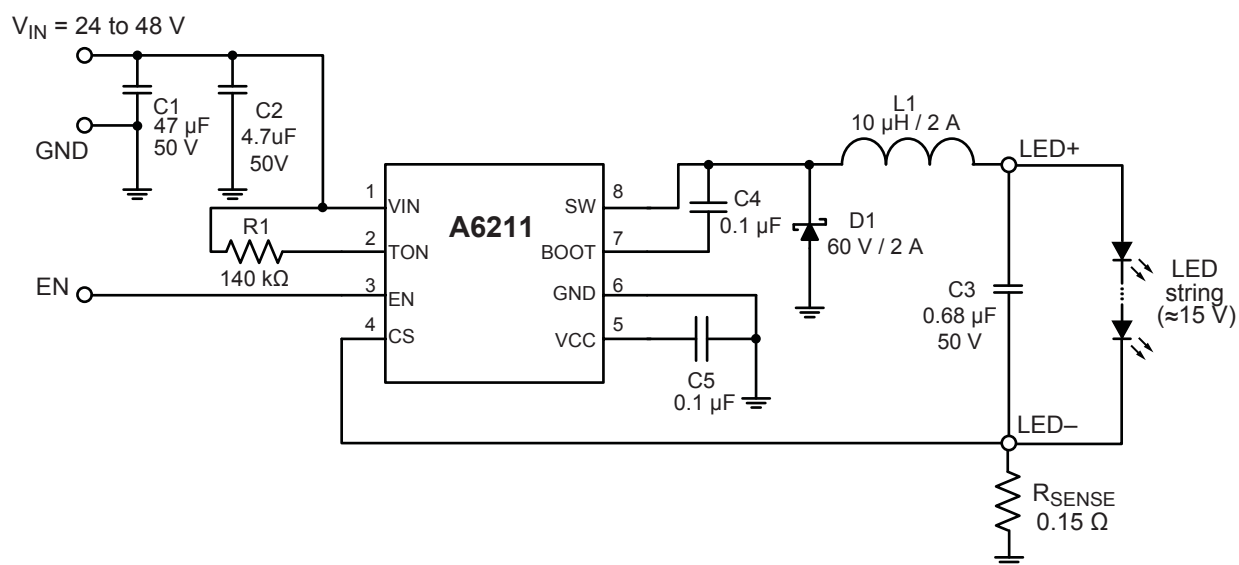 V_IN = 24 to 48 V
GND
C1
47 µF
50 V
C2
4.7uF
50V
R1
140 kΩ
EN
A6211
1
VIN
2
TON
3
EN
4
CS
8
SW
7
BOOT
6
GND
5
VCC
C4
0.1 µF
C5
0.1 µF
D1
60 V / 2 A
L1
10 µH / 2 A
LED+
C3
0.68 µF
50 V
LED
string
(≈15 V)
LED–
R_SENSE
0.15 Ω